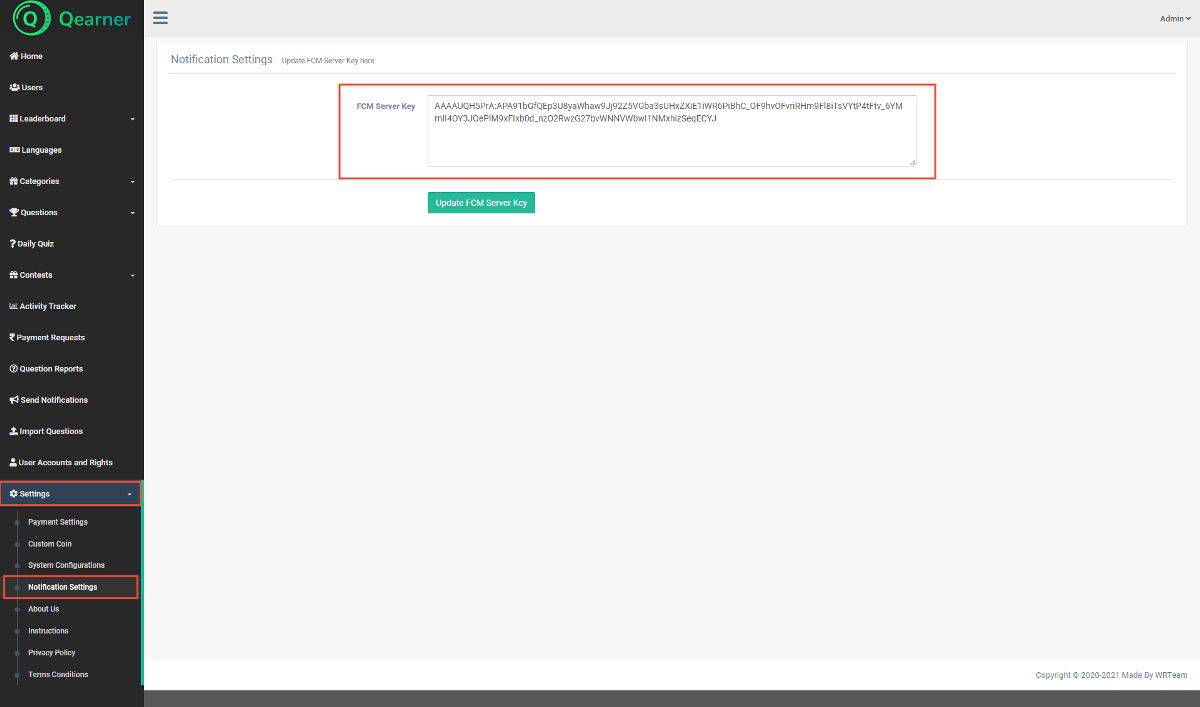 Qearner
Admin
Home
Users
Leaderboard
Languages
Categories
Questions
Daily Quiz
Contests
Activity Tracker
Payment Requests
Question Reports
Send Notifications
Import Questions
User Accounts and Rights
Settings
Payment Settings
Custom Coin
System Configurations
Notification Settings
About Us
Instructions
Privacy Policy
Terms Conditions
Notification Settings Update FCM Server Key here
FCM Server Key
Update FCM Server Key
Copyright © 2020-2021 Made By WRTeam